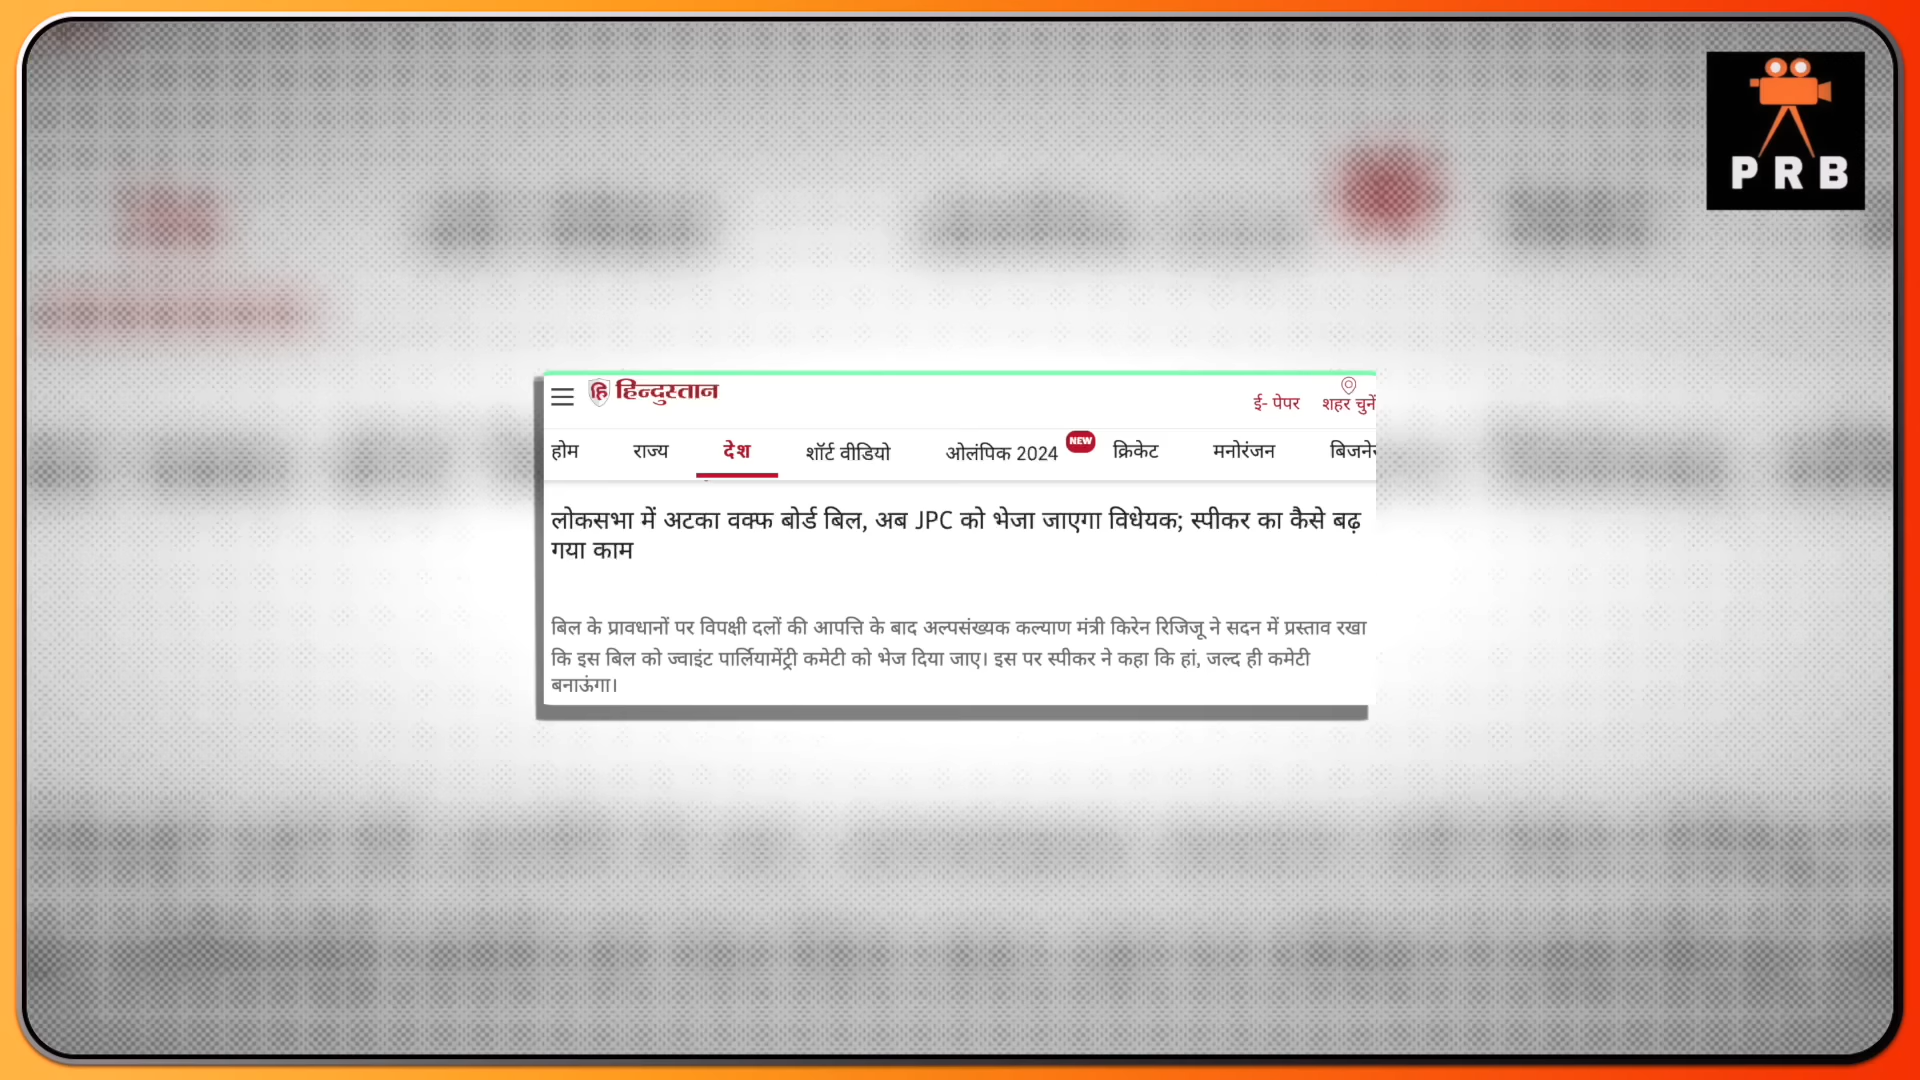 PRB
हि हिन्दुस्तान
ई- पेपर
शहर चुनें
होम राज्य देश शॉर्ट वीडियो ओलंपिक 2024 NEW क्रिकेट मनोरंजन
लोकसभा में अटका वक्फ बोर्ड बिल, अब JPC को भेजा जाएगा विधेयक; स्पीकर का कैसे बढ़
गया काम
बिल के प्रावधानों पर विपक्षी दलों की आपत्ति के बाद अल्पसंख्यक कल्याण मंत्री किरेन रिजिजू ने सदन में प्रस्ताव रखा
कि इस बिल को ज्वाइंट पार्लियामेंट्री कमेटी को भेज दिया जाए। इस पर स्पीकर ने कहा कि हां, जल्द ही कमेटी
बनाऊंगा।